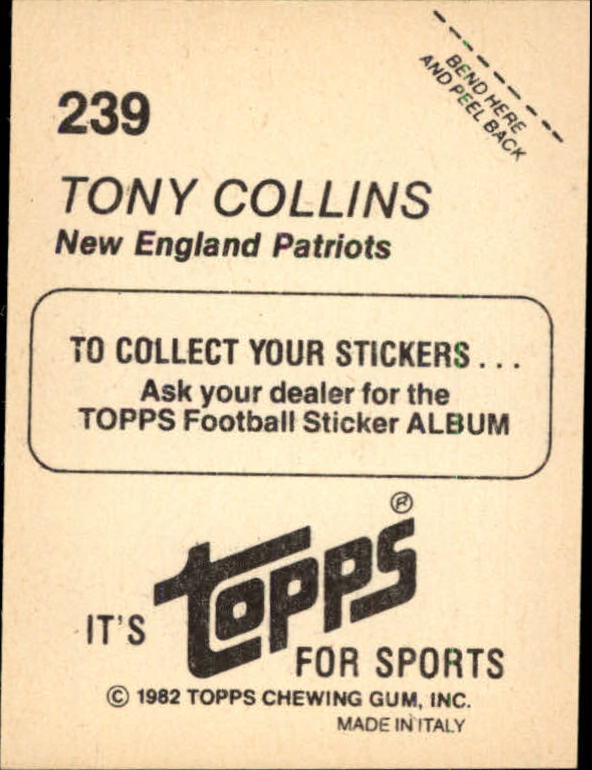 BEND HERE
AND PEEL BACK
239
TONY COLLINS
New England Patriots
TO COLLECT YOUR STICKERS...
Ask your dealer for the
TOPPS Football Sticker ALBUM
IT'S topps®
FOR SPORTS
© 1982 TOPPS CHEWING GUM, INC.
MADE IN ITALY